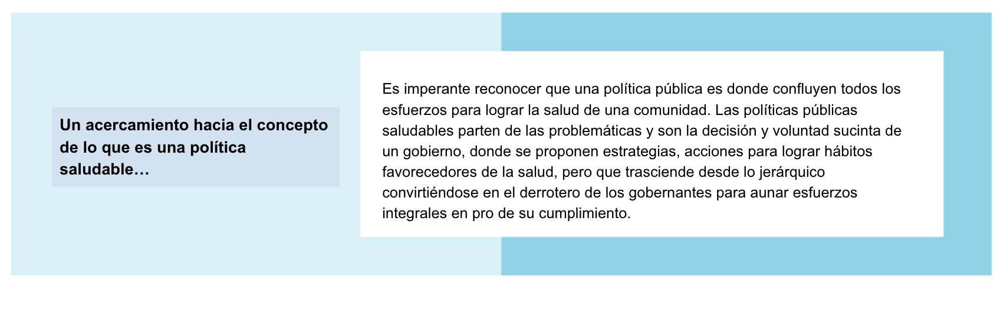 Un acercamiento hacia el concepto
de lo que es una política
saludable…
Es imperante reconocer que una política pública es donde confluyen todos los
esfuerzos para lograr la salud de una comunidad. Las políticas públicas
saludables parten de las problemáticas y son la decisión y voluntad sucinta de
un gobierno, donde se proponen estrategias, acciones para lograr hábitos
favorecedores de la salud, pero que trasciende desde lo jerárquico
convirtiéndose en el derrotero de los gobernantes para aunar esfuerzos
integrales en pro de su cumplimiento.